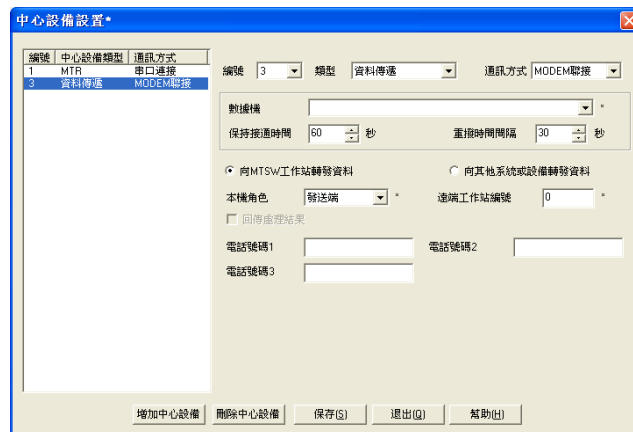 中心設備設置*
編號 中心設備類型 通訊方式
1 MTR 串口連接
3 資料傳遞 MODEM聯接
編號 3 類型 資料傳遞 通訊方式 MODEM聯接
數據機 *
保持接通時間 60 秒 重撥時間間隔 30 秒
向MTSW工作站轉發資料 向其他系統或設備轉發資料
本機角色 發送端 * 遠端工作站編號 0 *
回傳處理結果
電話號碼1 電話號碼2
電話號碼3
增加中心設備 刪除中心設備 保存(S) 退出(Q) 幫助(H)